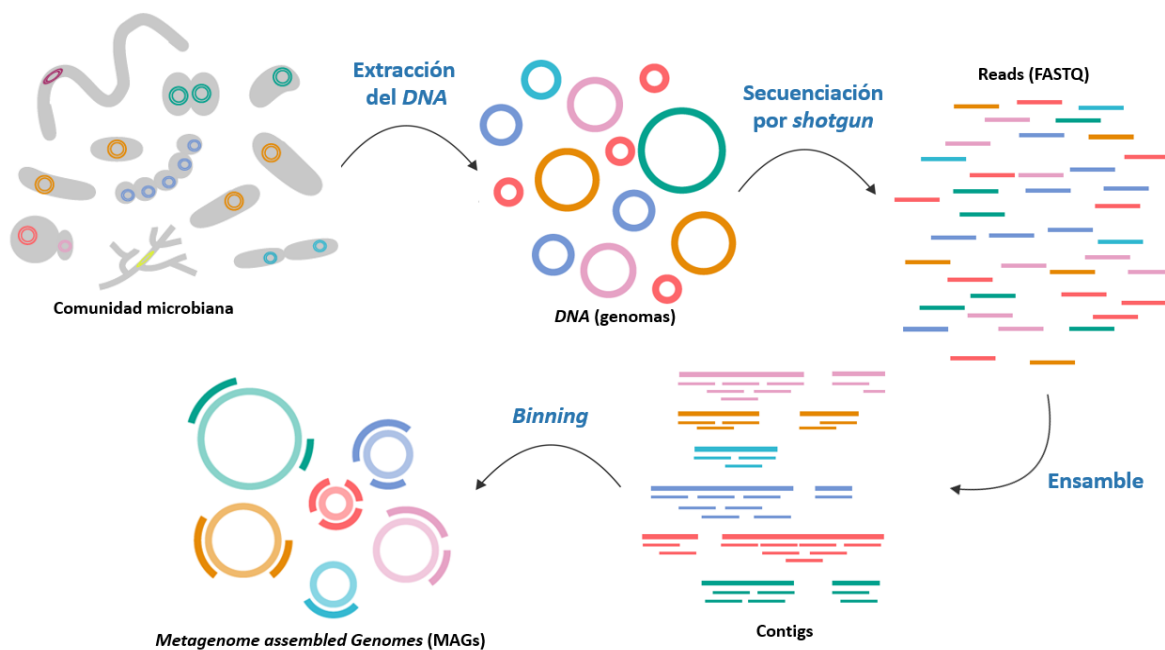 Extracción
del DNA
Secuenciación
por shotgun
Reads (FASTQ)
Comunidad microbiana
DNA (genomas)
Binning
Ensamble
Metagenome assembled Genomes (MAGs)
Contigs